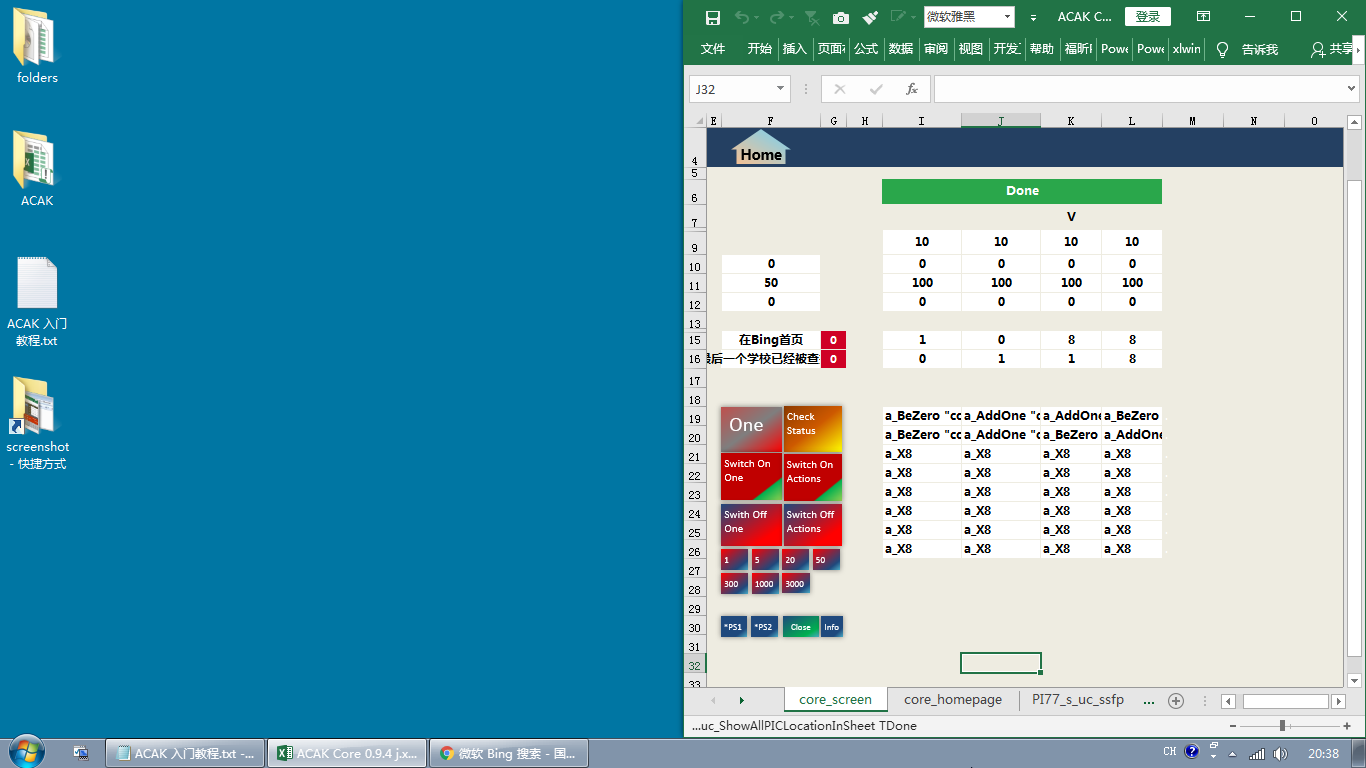 folders
ACAK
ACAK 入门
教程.txt
screenshot
- 快捷方式
微软雅黑
ACAK C...
登录
文件 开始 插入 页面 公式 数据 审阅 视图 开发 帮助 福昕 Powe Powe xlwin 告诉我 共享
J32
fx
E F G H I J K L M N O
4 Home
5
6 Done
7 V
9 10 10 10 10
10 0 0 0 0 0
11 50 100 100 100 100
12 0 0 0 0 0
13
15 在Bing首页 0 1 0 8 8
16 最后一个学校已经被查 0 0 1 1 8
17
18
19 a_BeZero "co a_AddOne "c a_AddOne a_BeZero
20 a_BeZero "co a_AddOne "c a_BeZero a_AddOne
21 a_X8 a_X8 a_X8 a_X8
22 a_X8 a_X8 a_X8 a_X8
23 a_X8 a_X8 a_X8 a_X8
24 a_X8 a_X8 a_X8 a_X8
25 a_X8 a_X8 a_X8 a_X8
26 a_X8 a_X8 a_X8 a_X8
27
28
29
30
31
32
33
One
Check
Status
Switch On
One
Switch On
Actions
Swith Off
One
Switch Off
Actions
1 5 20 50
300 1000 3000
*PS1 *PS2 Close Info
core_screen core_homepage PI77_s_uc_ssfp ...
...uc_ShowAllPICLocationInSheet TDone
ACAK 入门教程.txt -... ACAK Core 0.9.4 j.x... 微软 Bing 搜索 - 国...
CH 20:38